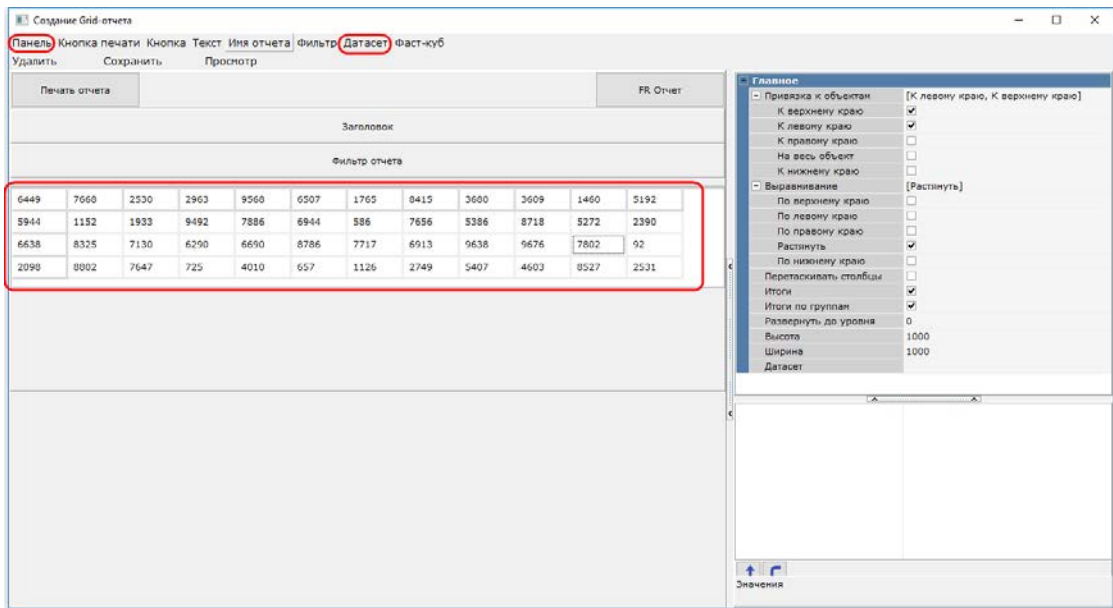 Создание Grid-отчета
Панель Кнопка печати Кнопка Текст Имя отчета Фильтр Датасет Фаст-куб
Удалить Сохранить Просмотр
Печать отчета FR Отчет
Заголовок
Фильтр отчета
6449 7668 2530 2963 9568 6507 1765 8415 3680 3609 1460 5192
5944 1152 1933 9492 7886 6944 586 7656 5386 8718 5272 2390
6638 8325 7130 6290 6690 8786 7717 6913 9638 9676 7802 92
2098 8802 7647 725 4010 657 1126 2749 5407 4603 8527 2531
Главное
Привязка к объектам [К левому краю, К верхнему краю]
К верхнему краю
К левому краю
К правому краю
На весь объект
К нижнему краю
Выравнивание [Растянуть]
По верхнему краю
По левому краю
По правому краю
Растянуть
По нижнему краю
Перетаскивать столбцы
Итоги
Итоги по группам
Развернуть до уровня 0
Высота 1000
Ширина 1000
Датасет
Значения